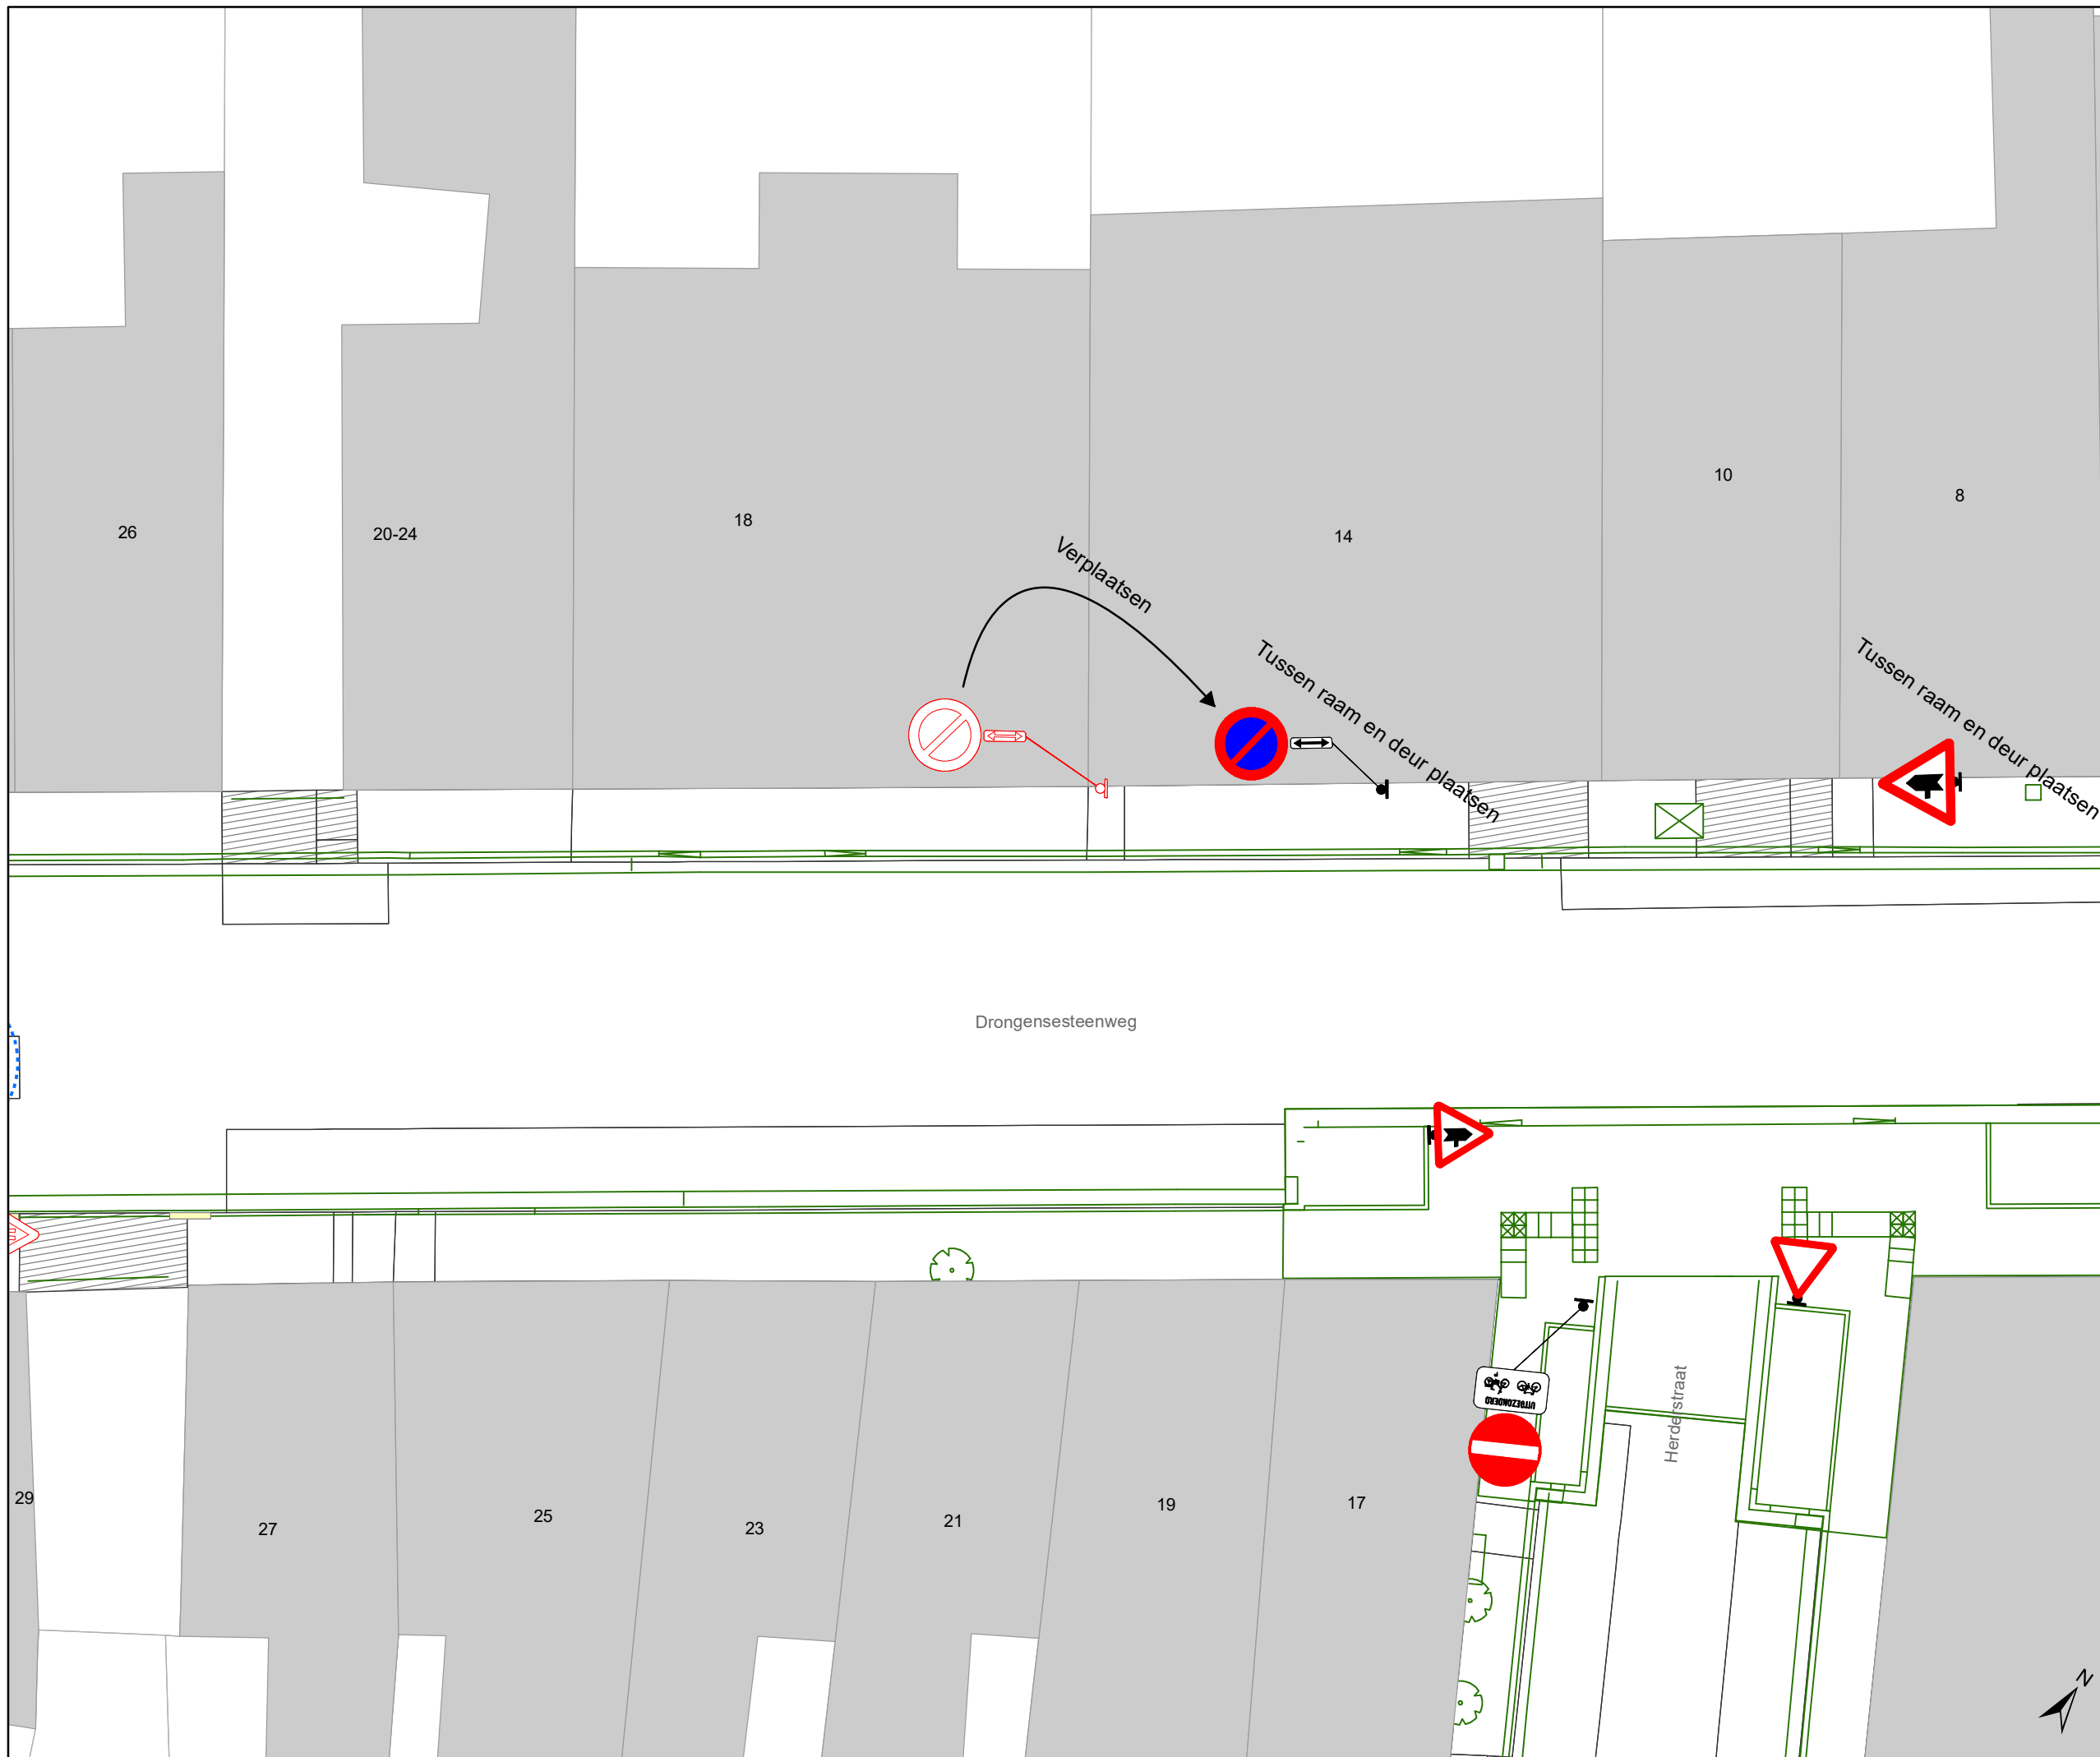 10
8
26
20-24
18
14
Verplaatsen
Tussen raam en deur plaatsen
Tussen raam en deur plaatsen
Drongensesteenweg
UITGEZONDERD
Herderstraat
29
27
25
23
21
19
17
N